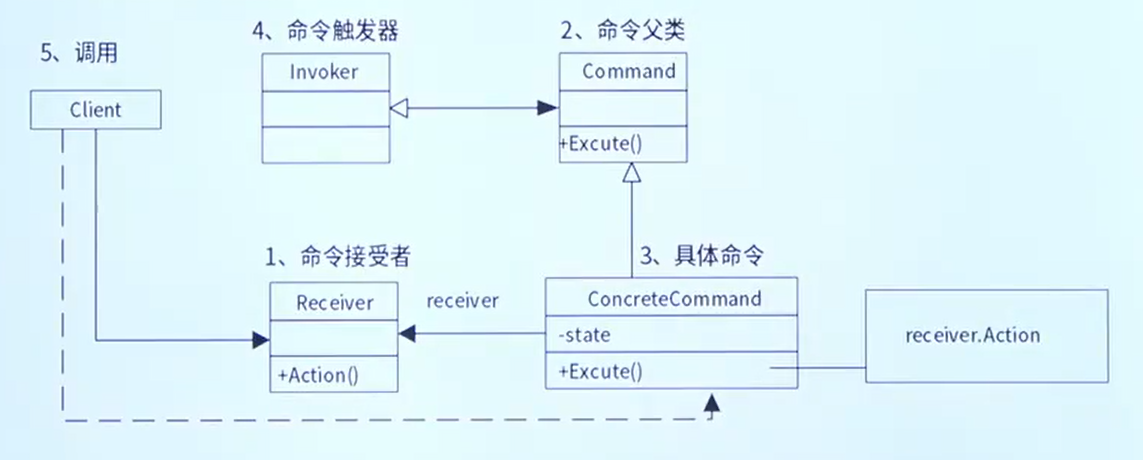 4、命令触发器
2、命令父类
5、调用
Invoker
Command
Client
+Excute()
1、命令接受者
3、具体命令
Receiver
receiver
ConcreteCommand
-state
receiver.Action
+Action()
+Excute()